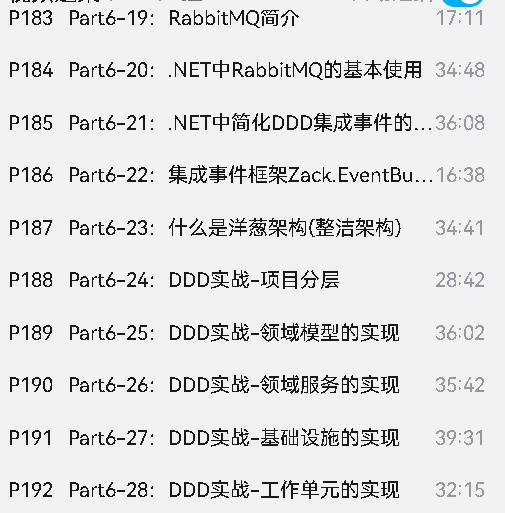 P183 Part6-19: RabbitMQ简介 17:11
P184 Part6-20: .NET中RabbitMQ的基本使用 34:48
P185 Part6-21: .NET中简化DDD集成事件的... 36:08
P186 Part6-22: 集成事件框架Zack.EventBu... 16:38
P187 Part6-23: 什么是洋葱架构(整洁架构) 34:41
P188 Part6-24: DDD实战-项目分层 28:42
P189 Part6-25: DDD实战-领域模型的实现 36:02
P190 Part6-26: DDD实战-领域服务的实现 35:42
P191 Part6-27: DDD实战-基础设施的实现 39:31
P192 Part6-28: DDD实战-工作单元的实现 32:15